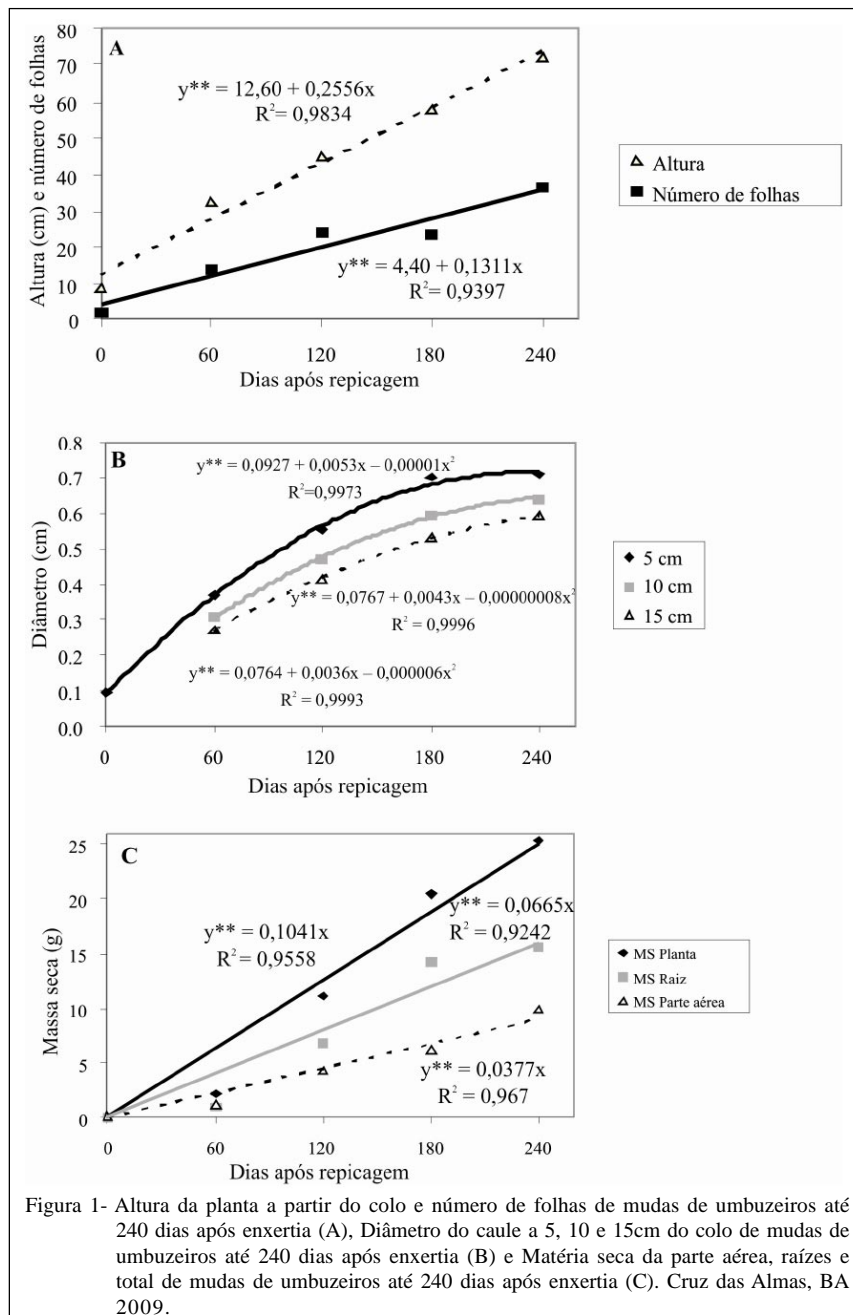 A
80
70
60
50
40
30
20
10
0
Altura (cm) e número de folhas
y** = 12,60 + 0,2556x
R²= 0,9834
y** = 4,40 + 0,1311x
R²= 0,9397
0 60 120 180 240
Dias após repicagem
Altura
Número de folhas
B
0.8
0.7
0.6
0.5
0.4
0.3
0.2
0.1
0.0
Diâmetro (cm)
y** = 0,0927 + 0,0053x – 0,00001x²
R²=0,9973
y** = 0,0767 + 0,0043x – 0,00000008x²
R² = 0,9996
y** = 0,0764 + 0,0036x – 0,000006x²
R² = 0,9993
0 60 120 180 240
Dias após repicagem
5 cm
10 cm
15 cm
C
25
20
15
10
5
0
Massa seca (g)
y** = 0,1041x
R² = 0,9558
y** = 0,0665x
R² = 0,9242
y** = 0,0377x
R² = 0,967
0 60 120 180 240
Dias após repicagem
MS Planta
MS Raiz
MS Parte aérea
Figura 1- Altura da planta a partir do colo e número de folhas de mudas de umbuzeiros até
240 dias após enxertia (A), Diâmetro do caule a 5, 10 e 15cm do colo de mudas de
umbuzeiros até 240 dias após enxertia (B) e Matéria seca da parte aérea, raízes e
total de mudas de umbuzeiros até 240 dias após enxertia (C). Cruz das Almas, BA
2009.